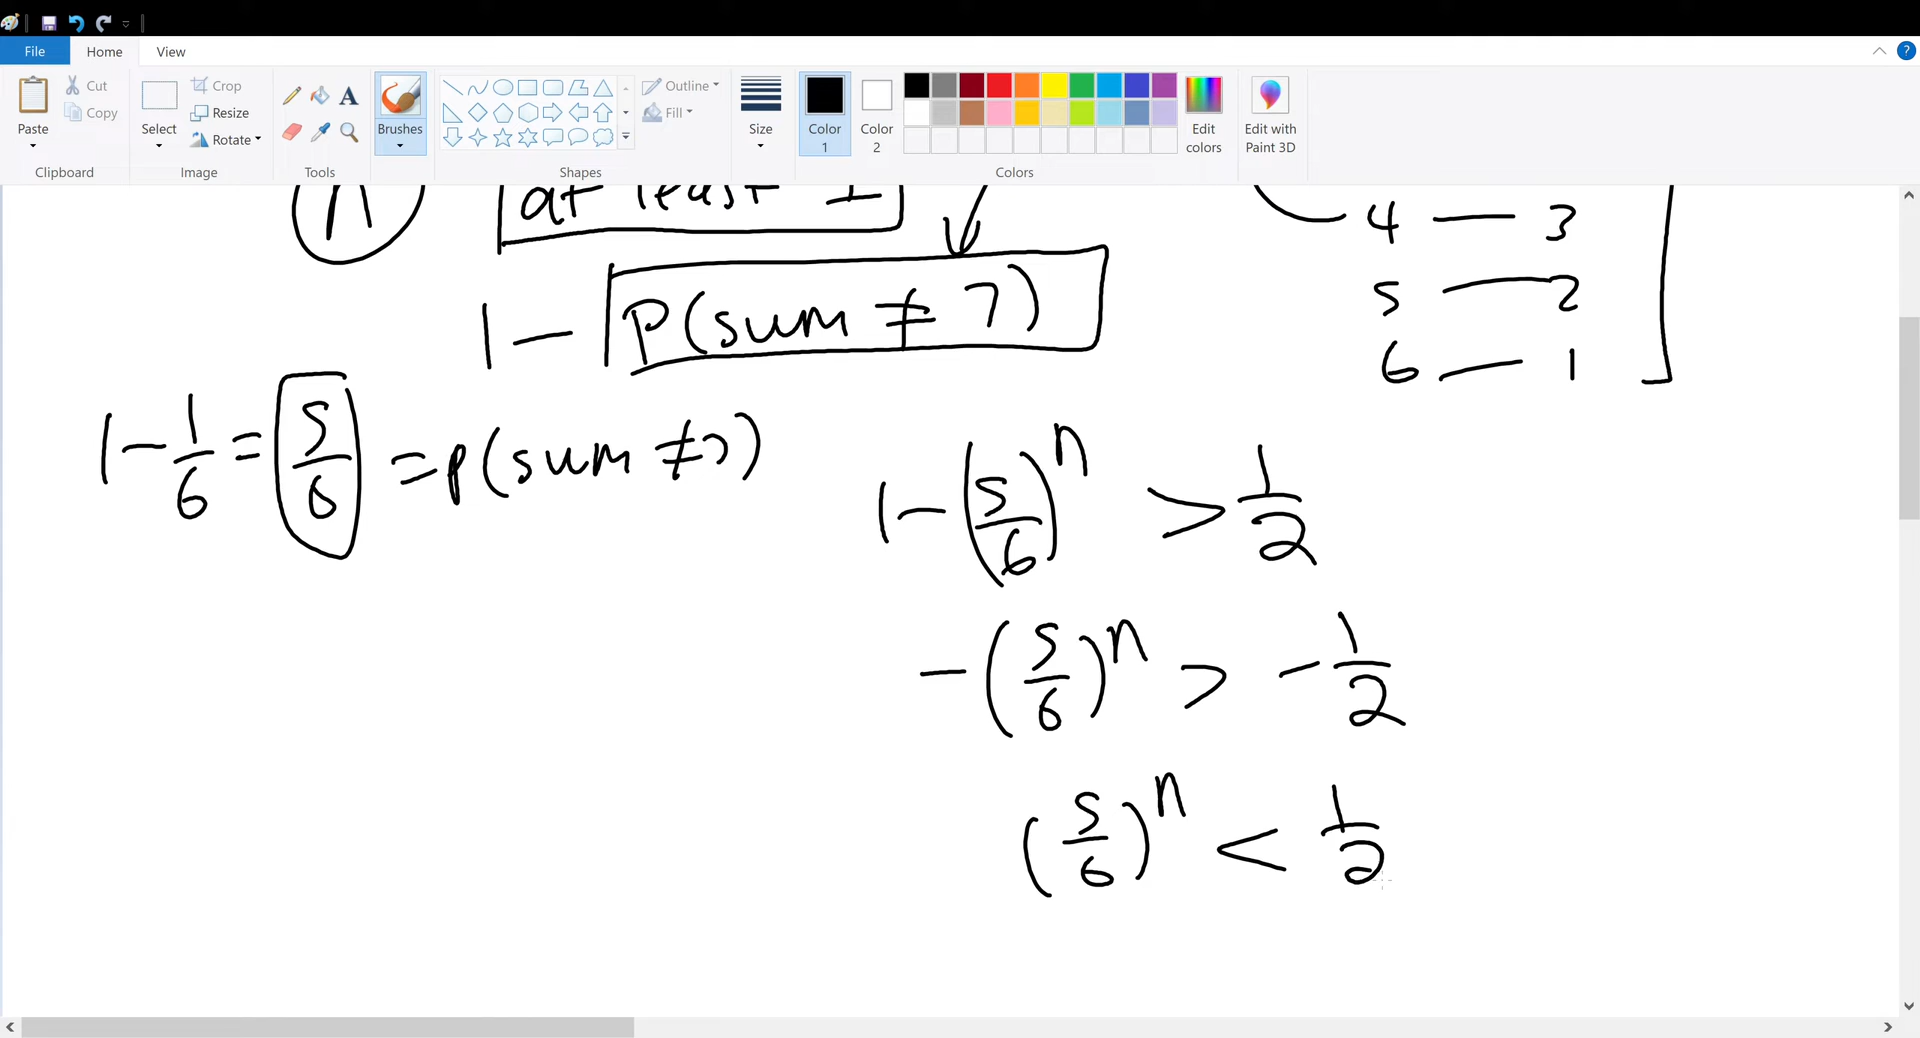 File Home View
Paste
Cut
Copy
Clipboard
Select
Crop
Resize
Rotate
Image
A
Tools
Brushes
Outline
Fill
Shapes
Size
Color 1
Color 2
Edit colors
Colors
Edit with Paint 3D
?
n
at least 1
1 - P(sum ≠ 7)
4 — 3
5 — 2
6 — 1
1 - 1/6 = 5/6 = p(sum ≠ 7)
1 - (5/6)^n > 1/2
- (5/6)^n > - 1/2
(5/6)^n < 1/2